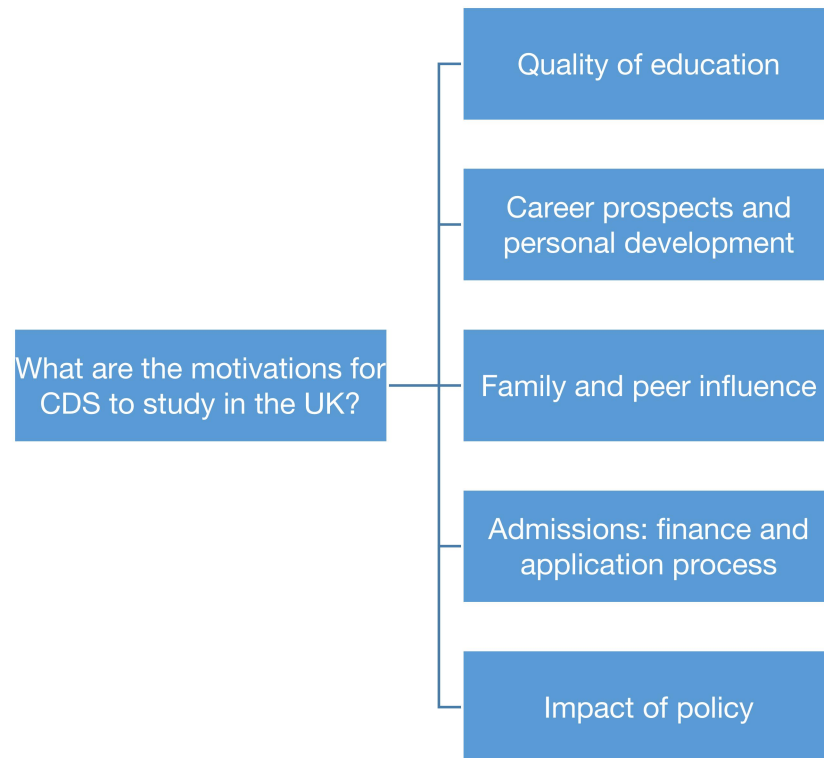 Quality of education
Career prospects and
personal development
What are the motivations for
CDS to study in the UK?
Family and peer influence
Admissions: finance and
application process
Impact of policy